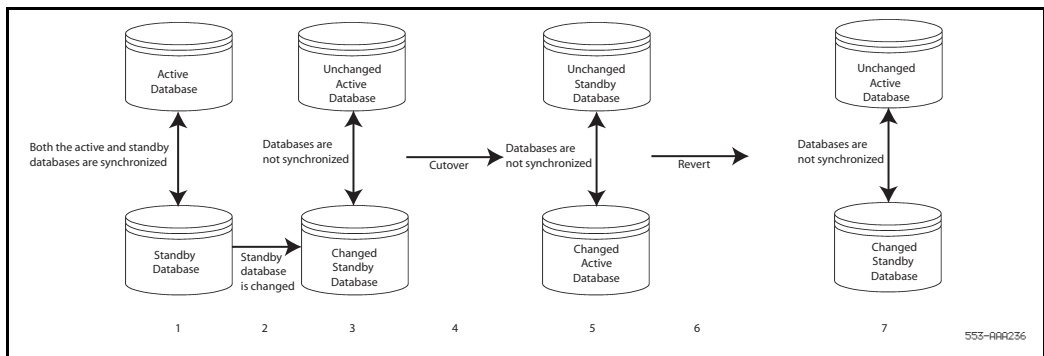 Active
Database
Both the active and standby
databases are synchronized
Standby
Database
Standby
database
is changed
Unchanged
Active
Database
Databases are
not synchronized
Changed
Standby
Database
Cutover
Unchanged
Standby
Database
Databases are
not synchronized
Changed
Active
Database
Revert
Unchanged
Active
Database
Databases are
not synchronized
Changed
Standby
Database
1
2
3
4
5
6
7
553-AAA236